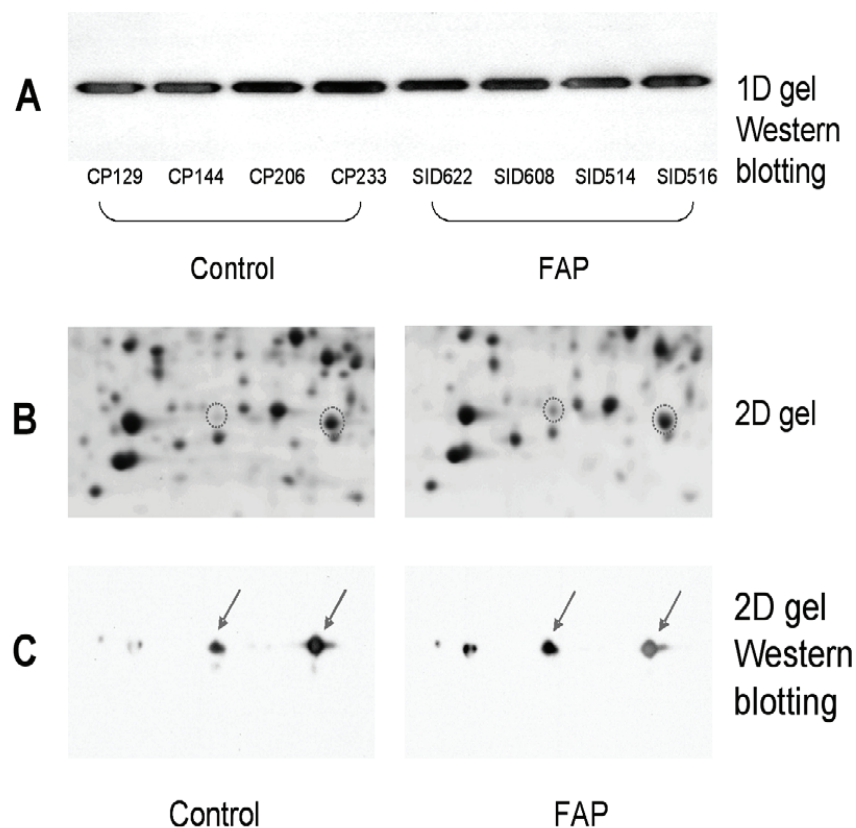 A
1D gel
Western
blotting
CP129 CP144 CP206 CP233 SID622 SID608 SID514 SID516
Control FAP
B
2D gel
C
2D gel
Western
blotting
Control FAP